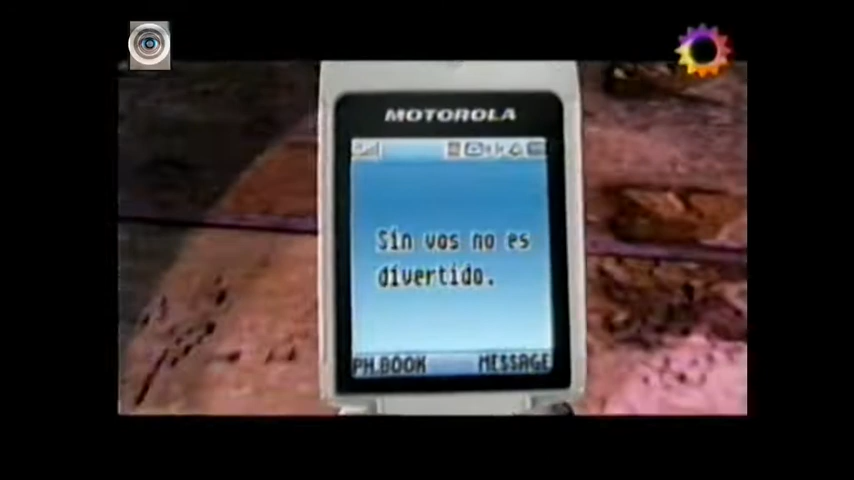 MOTOROLA
Sin vos no es
divertido.
PH.BOOK MESSAGE